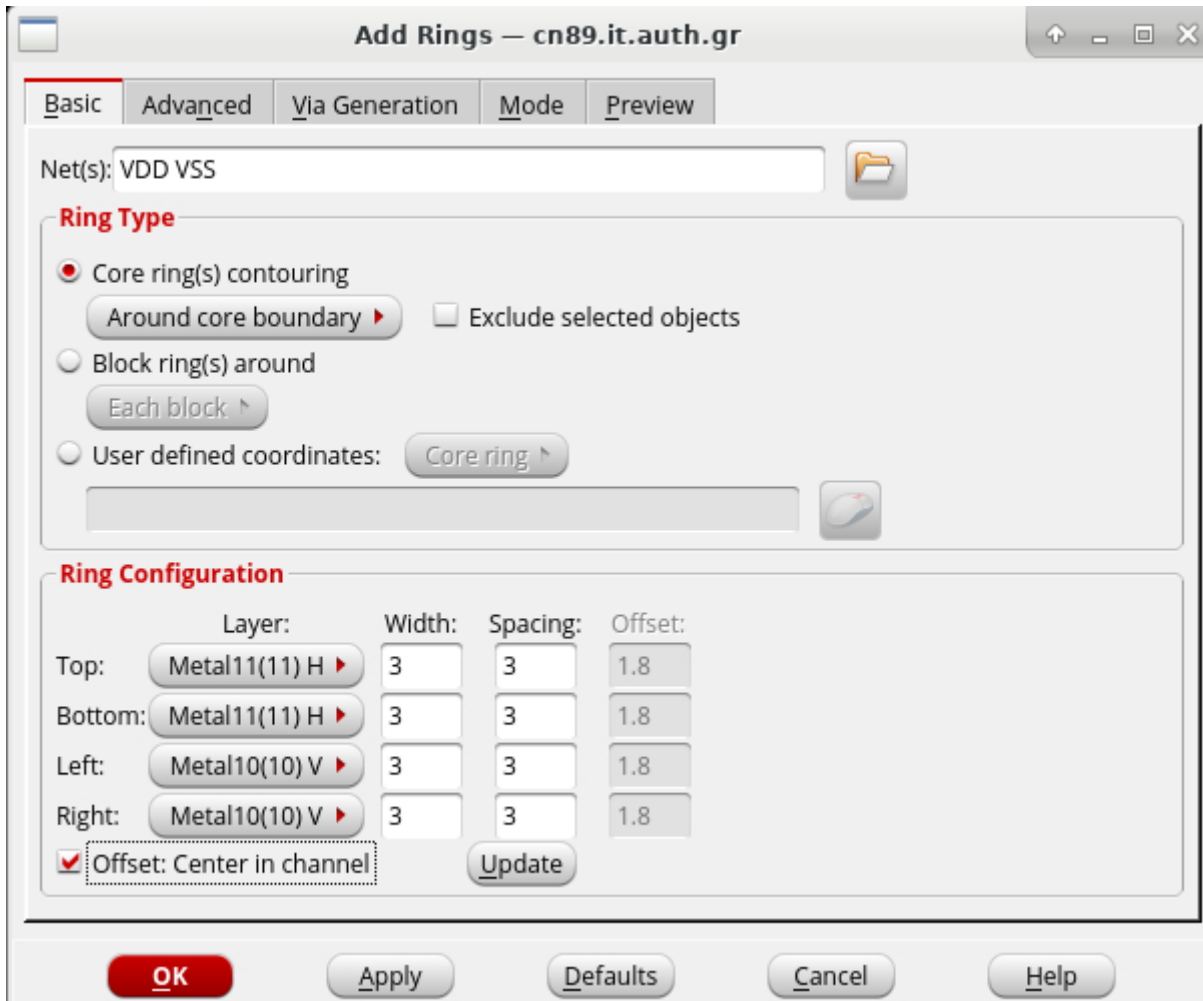 Add Rings — cn89.it.auth.gr
Basic Advanced Via Generation Mode Preview
Net(s): VDD VSS
Ring Type
Core ring(s) contouring
Around core boundary Exclude selected objects
Block ring(s) around
Each block
User defined coordinates: Core ring
Ring Configuration
Layer: Width: Spacing: Offset:
Top: Metal11(11) H 3 3 1.8
Bottom: Metal11(11) H 3 3 1.8
Left: Metal10(10) V 3 3 1.8
Right: Metal10(10) V 3 3 1.8
Offset: Center in channel Update
OK Apply Defaults Cancel Help